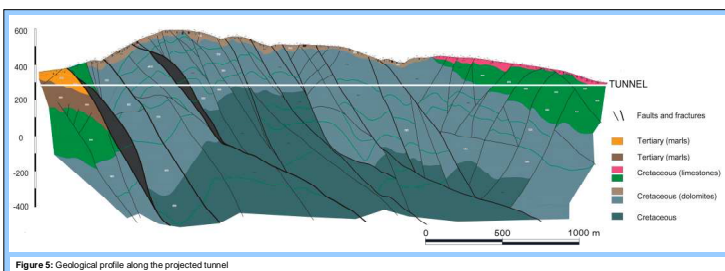 600
400
200
0
-200
-400
TUNNEL
Faults and fractures
Tertiary (marls)
Tertiary (marls)
Cretaceous (limestones)
Cretaceous (dolomites)
Cretaceous
0 500 1000 m
Figure 5: Geological profile along the projected tunnel